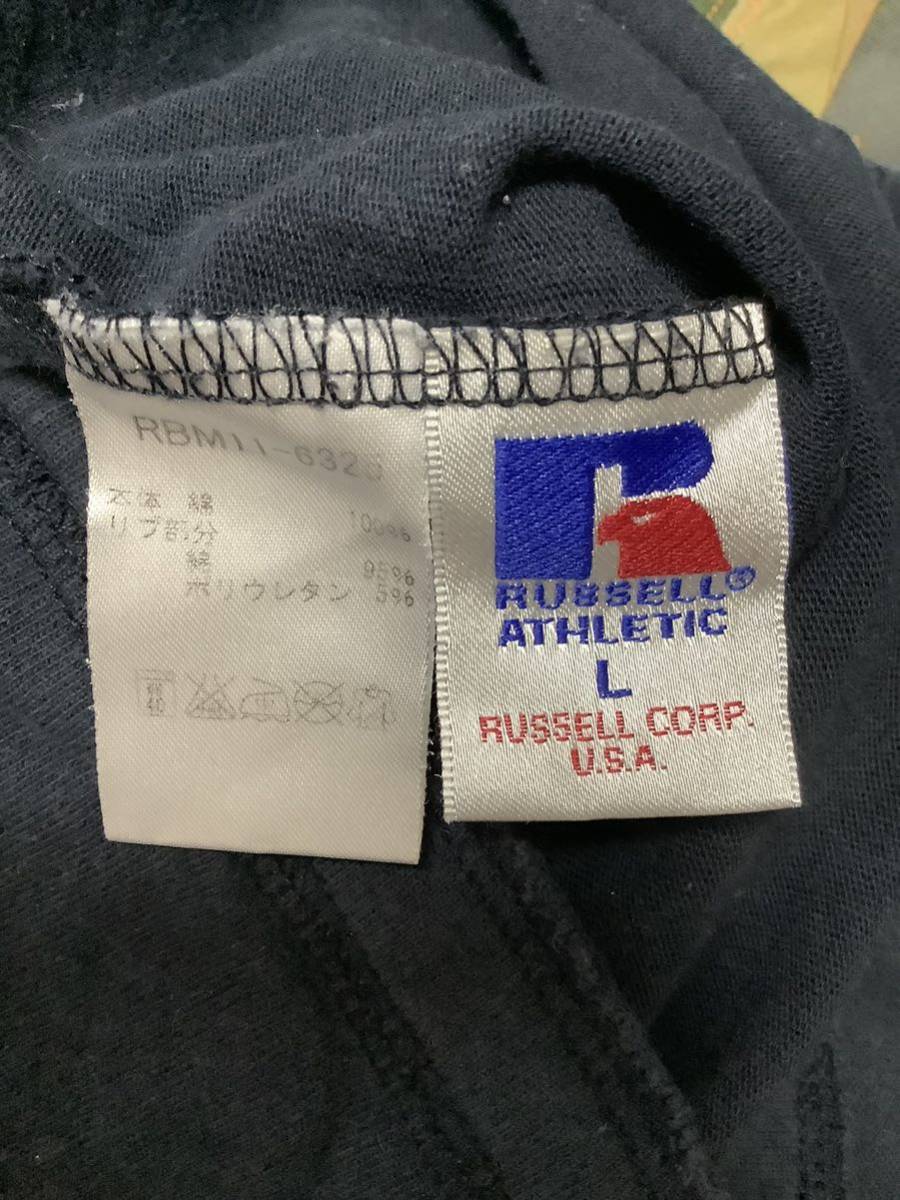 RBM11-6328
本体 綿 100%
リブ部分
綿 95%
ポリウレタン 5%
RUSSELL®
ATHLETIC
L
RUSSELL CORP.
U.S.A.